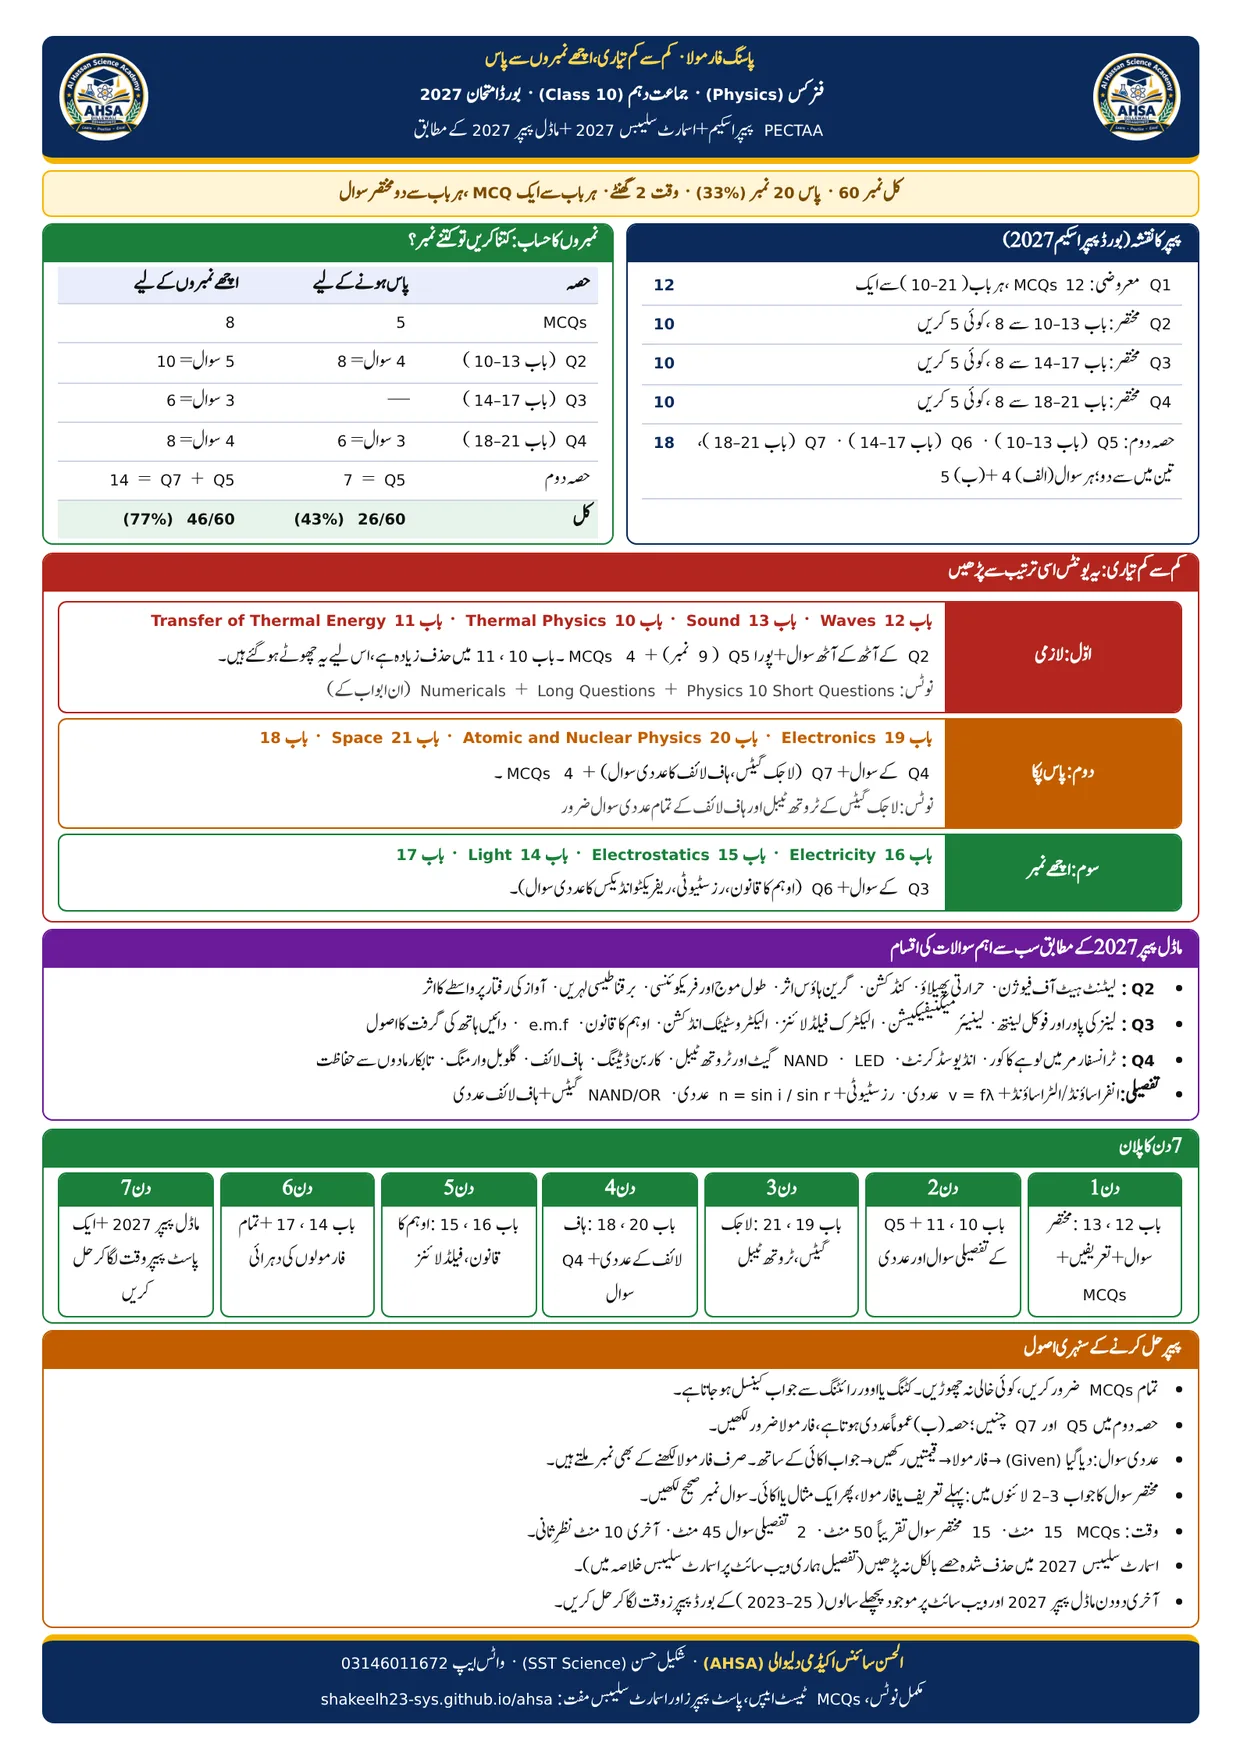 پاسنگ فارمولا · کم سے کم تیاری، اچھے نمبروں سے پاس
فزکس (Physics) · جماعت دہم (Class 10) · بورڈ امتحان 2027
PECTAA پیپر اسکیم + اسمارٹ سلیبس 2027 + ماڈل پیپر 2027 کے مطابق
Al Hassan Science Academy
AHSA
کل نمبر 60 · پاس 20 نمبر (33%) · وقت 2 گھنٹے · ہر باب سے ایک MCQ، ہر باب سے دو مختصر سوال
پیپر کا نقشہ (بورڈ پیپر اسکیم 2027)
Q1 معروضی: 12 MCQs، ہر باب (10–21) سے ایک 12
Q2 مختصر: باب 10–13 سے 8، کوئی 5 کریں 10
Q3 مختصر: باب 14–17 سے 8، کوئی 5 کریں 10
Q4 مختصر: باب 18–21 سے 8، کوئی 5 کریں 10
حصہ دوم: Q5 (باب 10–13) · Q6 (باب 14–17) · Q7 (باب 18–21)، 18
تین میں سے دو؛ ہر سوال (الف) 4 + (ب) 5
نمبروں کا حساب: کتنا کریں تو کتنے نمبر؟
حصہ پاس ہونے کے لیے اچھے نمبروں کے لیے
MCQs 5 8
Q2 (باب 10–13) 4 سوال = 8 5 سوال = 10
Q3 (باب 14–17) — 3 سوال = 6
Q4 (باب 18–21) 3 سوال = 6 4 سوال = 8
حصہ دوم Q5 = 7 Q5 + Q7 = 14
کل 26/60 (43%) 46/60 (77%)
کم سے کم تیاری: یہ یونٹس اسی ترتیب سے پڑھیں
اوّل: لازمی
باب 12 Waves · باب 13 Sound · باب 10 Thermal Physics · باب 11 Transfer of Thermal Energy
Q2 کے آٹھ کے آٹھ سوال + پورا Q5 (9 نمبر) + 4 MCQs۔ باب 10، 11 میں حذف زیادہ ہے، اس لیے یہ چھوٹے ہو گئے ہیں۔
نوٹس: Physics 10 Short Questions + Long Questions + Numericals (ان ابواب کے)
دوم: پاس پکا
باب 19 Electronics · باب 20 Atomic and Nuclear Physics · باب 21 Space · باب 18
Q4 کے سوال + Q7 (لاجک گیٹس، ہاف لائف کا عددی سوال) + 4 MCQs۔
نوٹس: لاجک گیٹس کے ٹروتھ ٹیبل اور ہاف لائف کے تمام عددی سوال ضرور
سوم: اچھے نمبر
باب 16 Electricity · باب 15 Electrostatics · باب 14 Light · باب 17
Q3 کے سوال + Q6 (اوہم کا قانون، رزسٹیوٹی، ریفریکٹو انڈیکس کا عددی سوال)۔
ماڈل پیپر 2027 کے مطابق سب سے اہم سوالات کی اقسام
• Q2: لیٹنٹ ہیٹ آف فیوژن · حرارتی پھیلاؤ · کنڈکشن · گرین ہاؤس اثر · طول موج اور فریکوئنسی · برقناطیسی لہریں · آواز کی رفتار پر واسطے کا اثر
• Q3: لینز کی پاور اور فوکل لینتھ · لینیئر میگنیفیکیشن · الیکٹرک فیلڈ لائنز · الیکٹروسٹیٹک انڈکشن · اوہم کا قانون · e.m.f · دائیں ہاتھ کی گرفت کا اصول
• Q4: ٹرانسفارمر میں لوہے کا کور · انڈیوسڈ کرنٹ · LED · NAND گیٹ اور ٹروتھ ٹیبل · کاربن ڈیٹنگ · ہاف لائف · گلوبل وارمنگ · تابکار مادوں سے حفاظت
• تفصیلی: انفراساؤنڈ/الٹراساؤنڈ + v = fλ عددی · رزسٹیوٹی + n = sin i / sin r عددی · NAND/OR گیٹس + ہاف لائف عددی
7 دن کا پلان
دن 1
باب 12، 13: مختصر
سوال + تعریفیں +
MCQs
دن 2
باب 10، 11 + Q5
کے تفصیلی سوال اور عددی
دن 3
باب 19، 21: لاجک
گیٹس، ٹروتھ ٹیبل
دن 4
باب 20، 18: ہاف
لائف کے عددی + Q4
سوال
دن 5
باب 16، 15: اوہم کا
قانون، فیلڈ لائنز
دن 6
باب 14، 17 + تمام
فارمولوں کی دہرائی
دن 7
ماڈل پیپر 2027 + ایک
پاسٹ پیپر وقت لگا کر حل
کریں
پیپر حل کرنے کے سنہری اصول
• تمام MCQs ضرور کریں، کوئی خالی نہ چھوڑیں۔ کٹنگ یا اوور رائٹنگ سے جواب کینسل ہو جاتا ہے۔
• حصہ دوم میں Q5 اور Q7 چنیں؛ حصہ (ب) عموماً عددی ہوتا ہے، فارمولا ضرور لکھیں۔
• عددی سوال: دیا گیا (Given) → فارمولا → قیمتیں رکھیں → جواب اکائی کے ساتھ۔ صرف فارمولا لکھنے کے بھی نمبر ملتے ہیں۔
• مختصر سوال کا جواب 2–3 لائنوں میں: پہلے تعریف یا فارمولا، پھر ایک مثال یا اکائی۔ سوال نمبر صحیح لکھیں۔
• وقت: MCQs 15 منٹ · 15 مختصر سوال تقریباً 50 منٹ · 2 تفصیلی سوال 45 منٹ · آخری 10 منٹ نظرِ ثانی۔
• اسمارٹ سلیبس 2027 میں حذف شدہ حصے بالکل نہ پڑھیں (تفصیل ہماری ویب سائٹ پر اسمارٹ سلیبس خلاصہ میں)۔
• آخری دو دن ماڈل پیپر 2027 اور ویب سائٹ پر موجود پچھلے سالوں (2023–25) کے بورڈ پیپرز وقت لگا کر حل کریں۔
الحسن سائنس اکیڈمی دلیوالی (AHSA) · شکیل حسن (SST Science) · واٹس ایپ 03146011672
مکمل نوٹس، MCQs ٹیسٹ ایپس، پاسٹ پیپرز اور اسمارٹ سلیبس مفت: shakeelh23-sys.github.io/ahsa